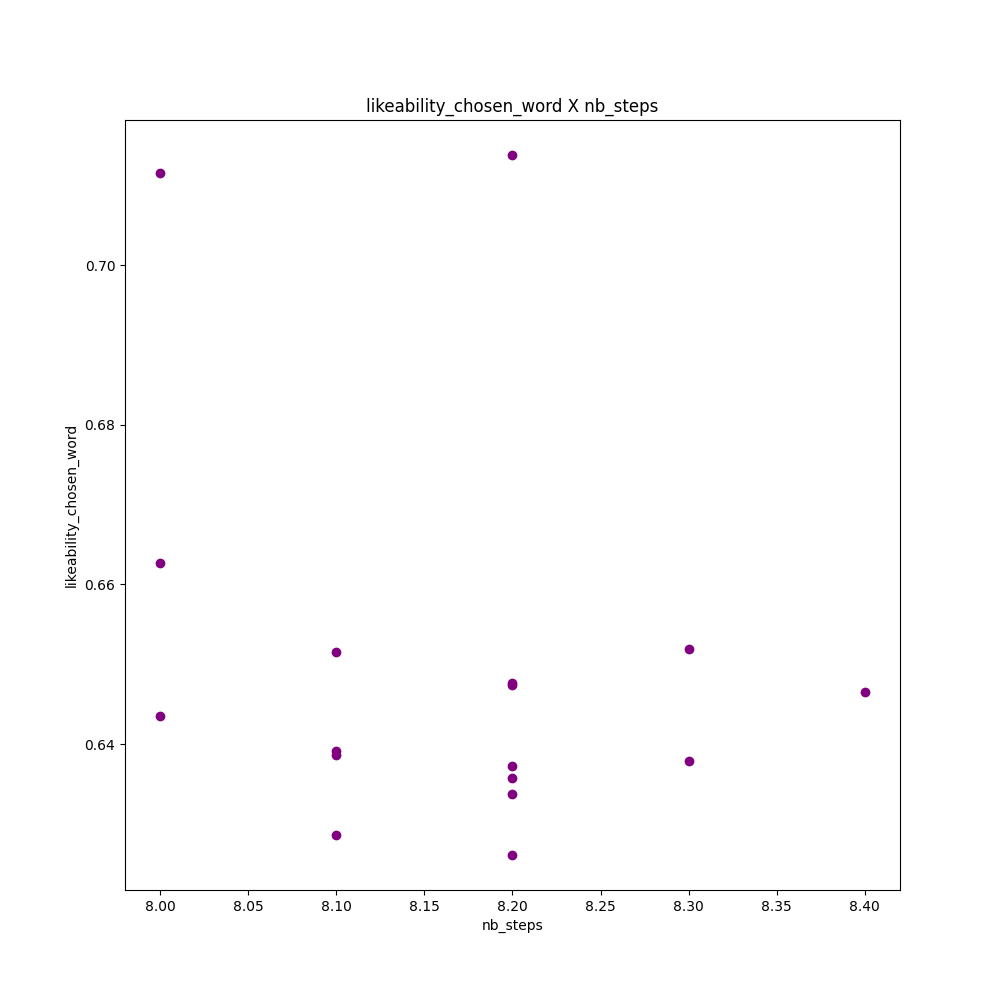 likeability_chosen_word X nb_steps
likeability_chosen_word
0.70
0.68
0.66
0.64
8.00 8.05 8.10 8.15 8.20 8.25 8.30 8.35 8.40
nb_steps